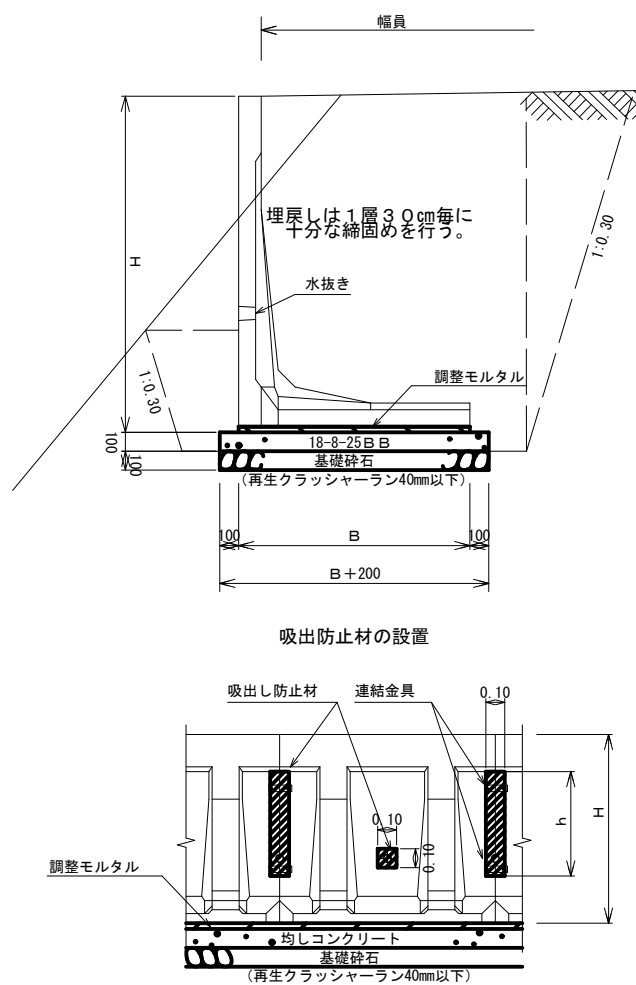 幅員
埋戻しは１層３０㎝毎に
十分な締固めを行う。
H
1:0.30
水抜き
1:0.30
調整モルタル
100
18-8-25ＢＢ
100
基礎砕石
(再生クラッシャーラン40mm以下)
100
B
100
B＋200
吸出防止材の設置
吸出し防止材
連結金具
0.10
0.10
0.10
h
H
調整モルタル
均しコンクリート
基礎砕石
(再生クラッシャーラン40mm以下)